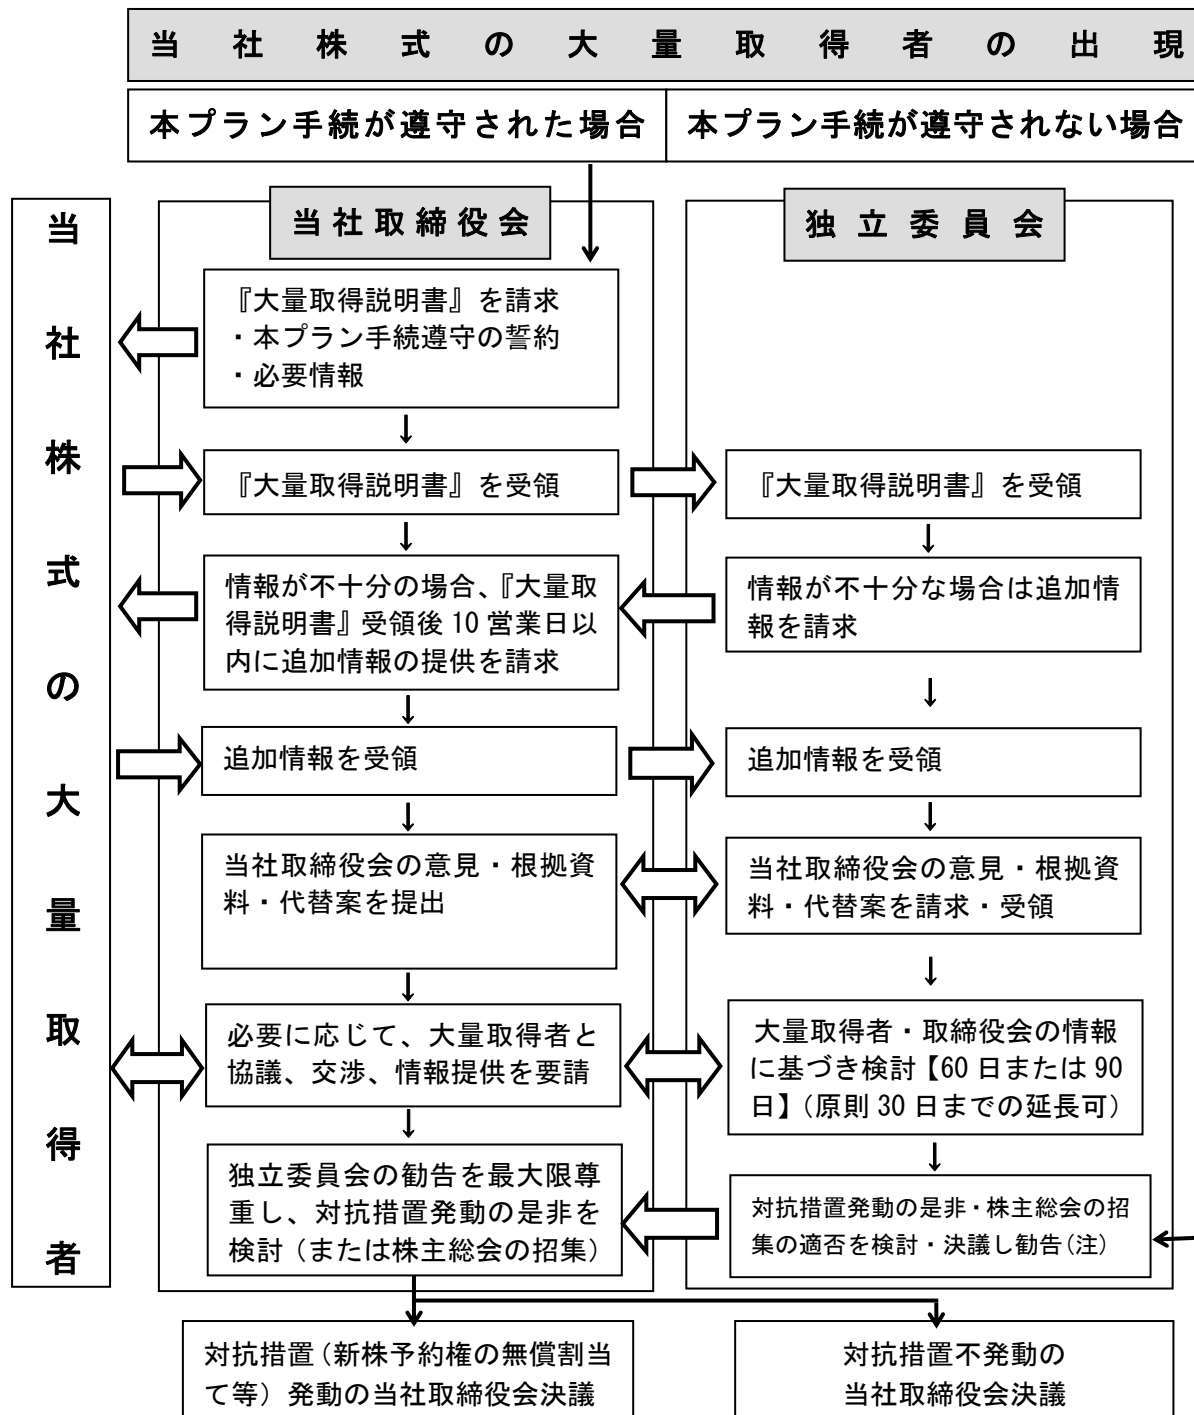 当社株式の大量取得者の出現
本プラン手続が遵守された場合
本プラン手続が遵守されない場合
当社株式の大量取得者
当社取締役会
独立委員会
『大量取得説明書』を請求
・本プラン手続遵守の誓約
・必要情報
『大量取得説明書』を受領
『大量取得説明書』を受領
情報が不十分の場合、『大量取
得説明書』受領後 10 営業日以
内に追加情報の提供を請求
情報が不十分な場合は追加情
報を請求
追加情報を受領
追加情報を受領
当社取締役会の意見・根拠資
料・代替案を提出
当社取締役会の意見・根拠資
料・代替案を請求・受領
必要に応じて、大量取得者と
協議、交渉、情報提供を要請
大量取得者・取締役会の情報
に基づき検討【60 日または 90
日】(原則 30 日までの延長可)
独立委員会の勧告を最大限尊
重し、対抗措置発動の是非を
検討(または株主総会の招集)
対抗措置発動の是非・株主総会の招
集の適否を検討・決議し勧告(注)
対抗措置(新株予約権の無償割当
て等)発動の当社取締役会決議
対抗措置不発動の
当社取締役会決議